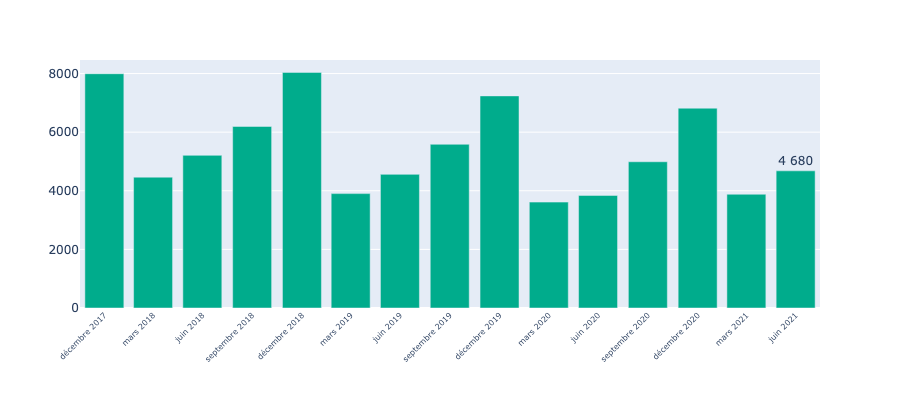 8000
6000
4000
2000
0
4 680
décembre 2017
mars 2018
juin 2018
septembre 2018
décembre 2018
mars 2019
juin 2019
septembre 2019
décembre 2019
mars 2020
juin 2020
septembre 2020
décembre 2020
mars 2021
juin 2021